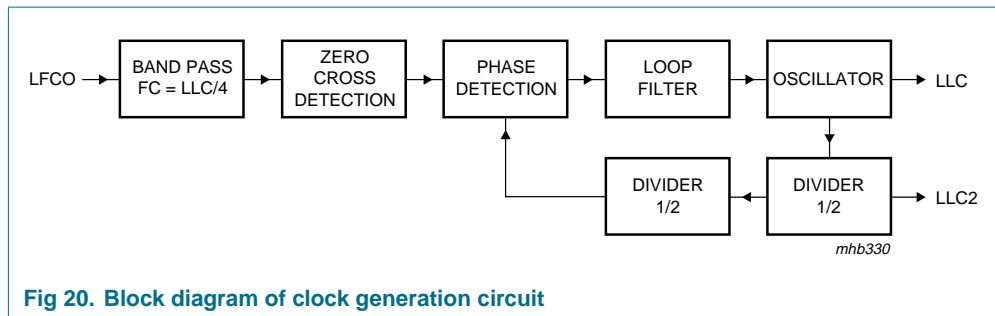 LFCO
BAND PASS
FC = LLC/4
ZERO
CROSS
DETECTION
PHASE
DETECTION
LOOP
FILTER
OSCILLATOR
LLC
DIVIDER
1/2
DIVIDER
1/2
LLC2
mhb330
Fig 20. Block diagram of clock generation circuit